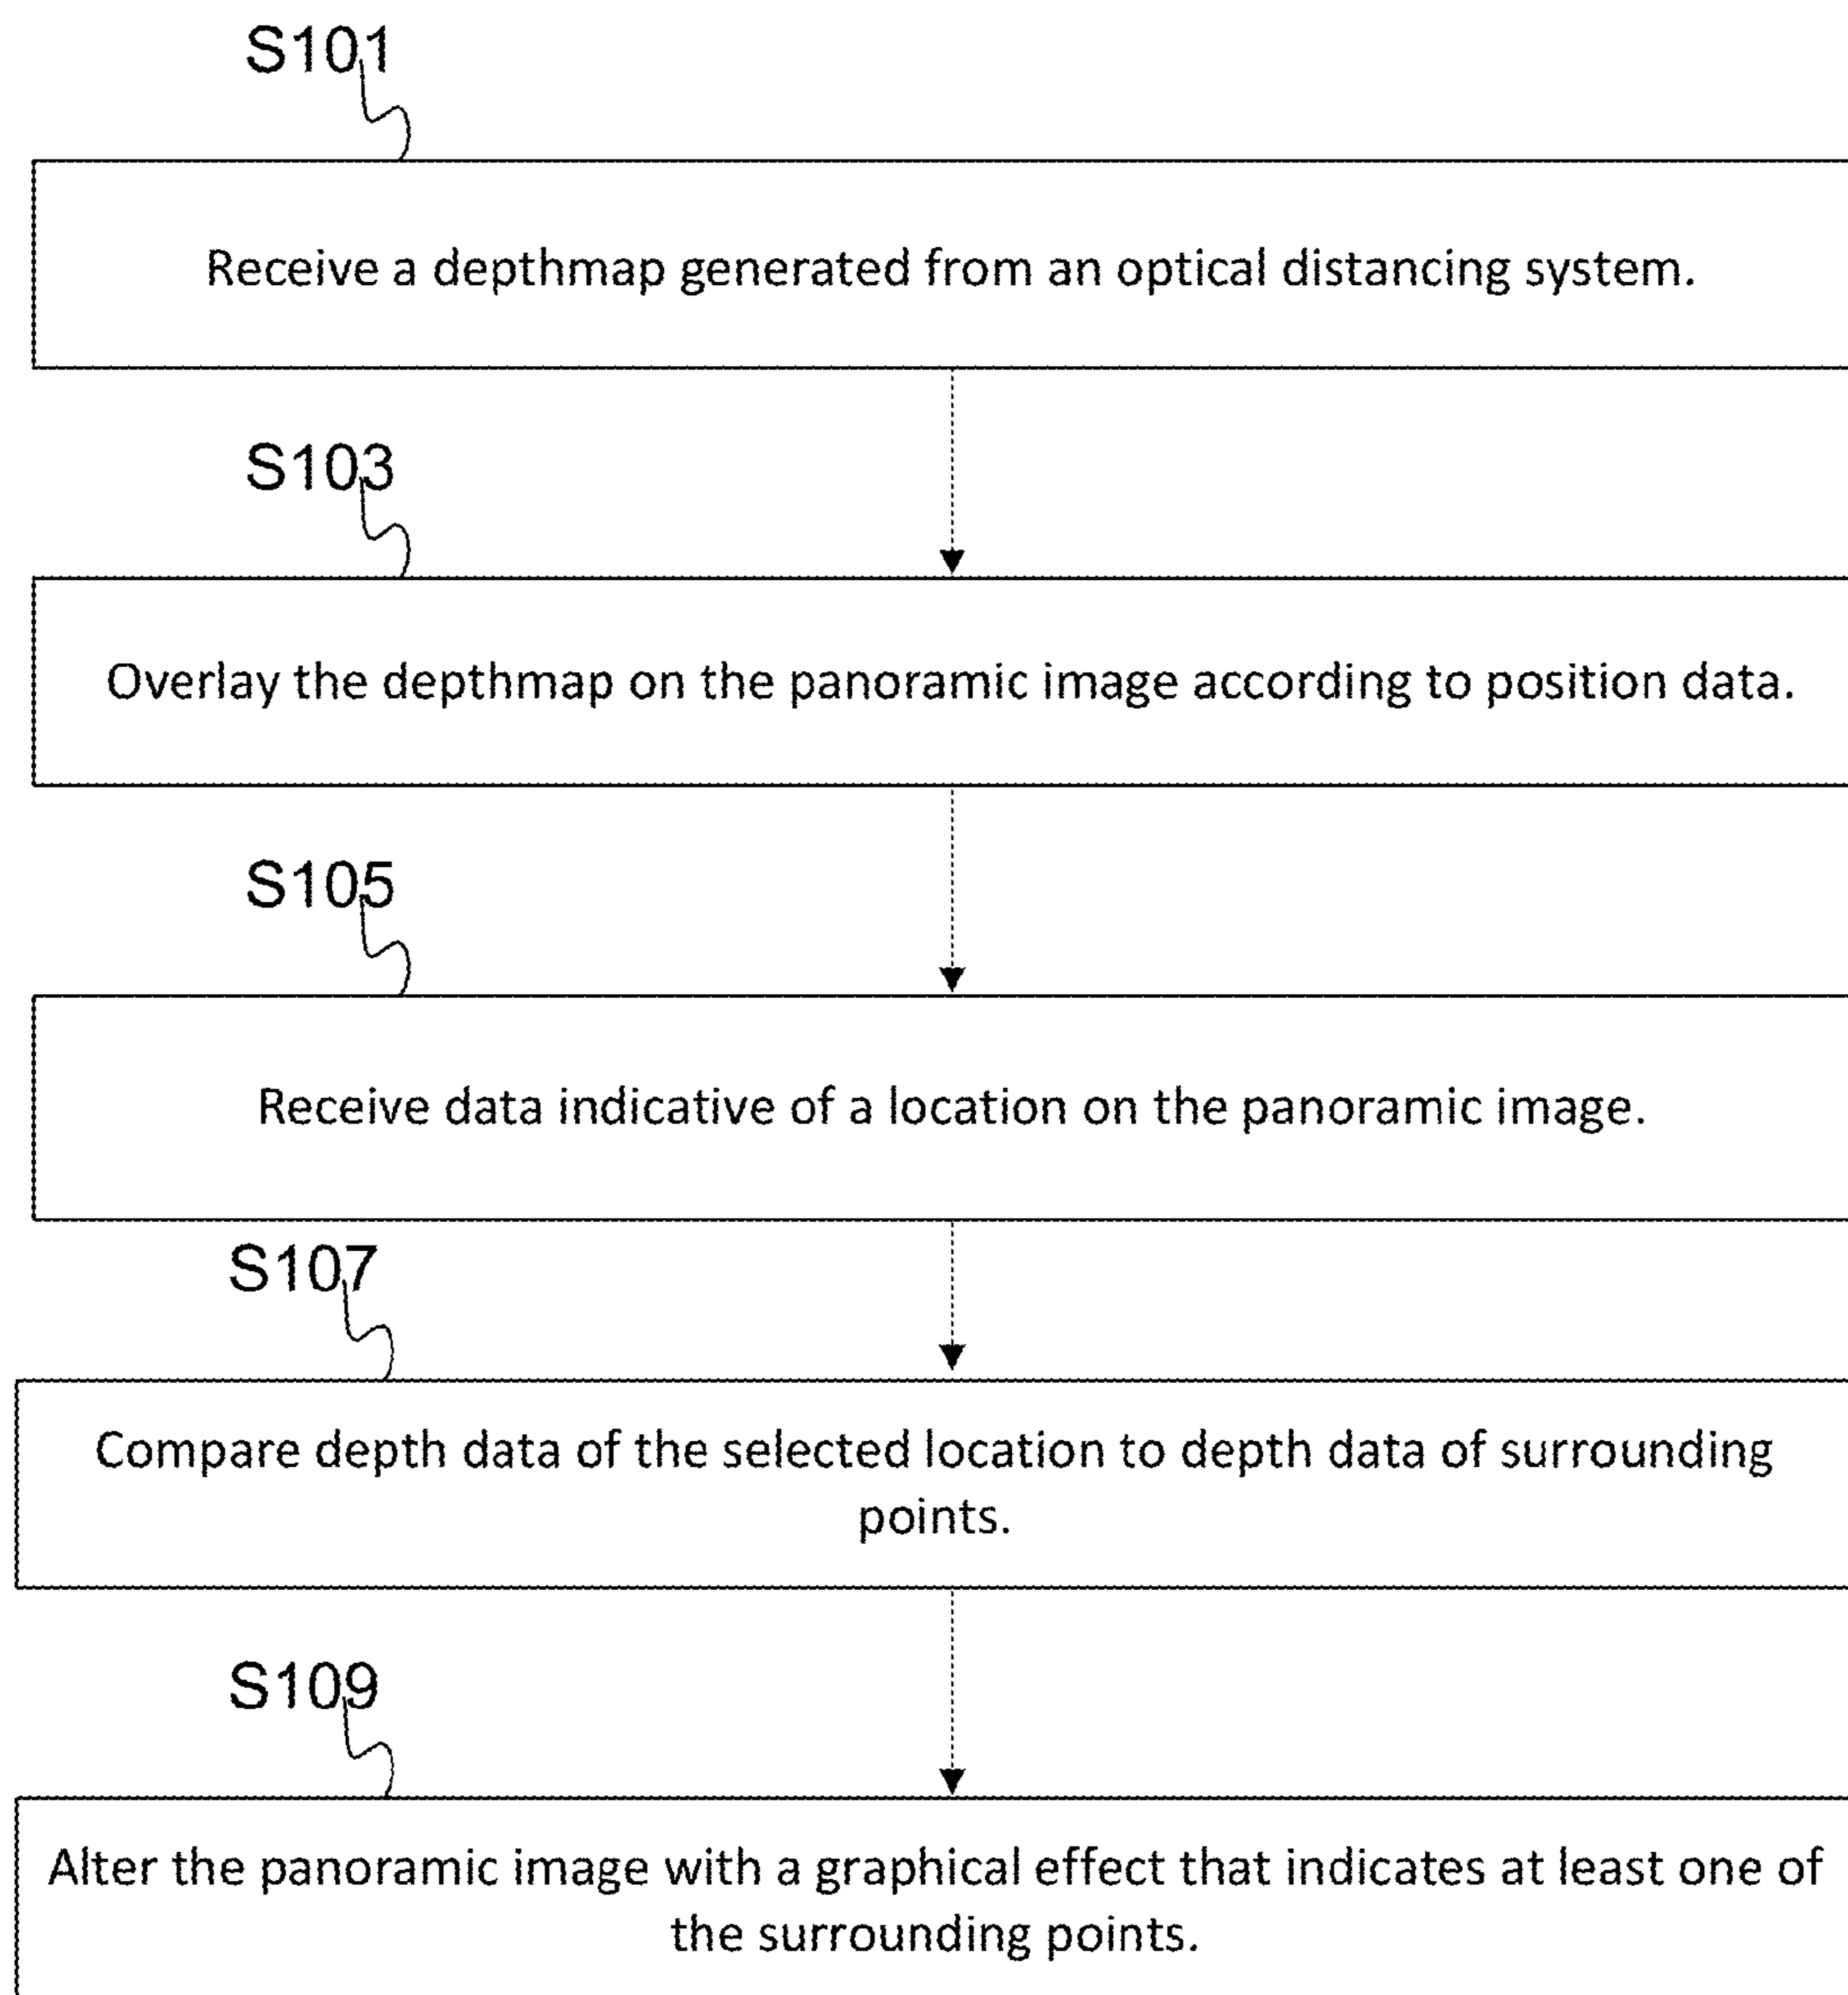 S101
Receive a depthmap generated from an optical distancing system.
S103
Overlay the depthmap on the panoramic image according to position data.
S105
Receive data indicative of a location on the panoramic image.
S107
Compare depth data of the selected location to depth data of surrounding
points.
S109
Alter the panoramic image with a graphical effect that indicates at least one of
the surrounding points.